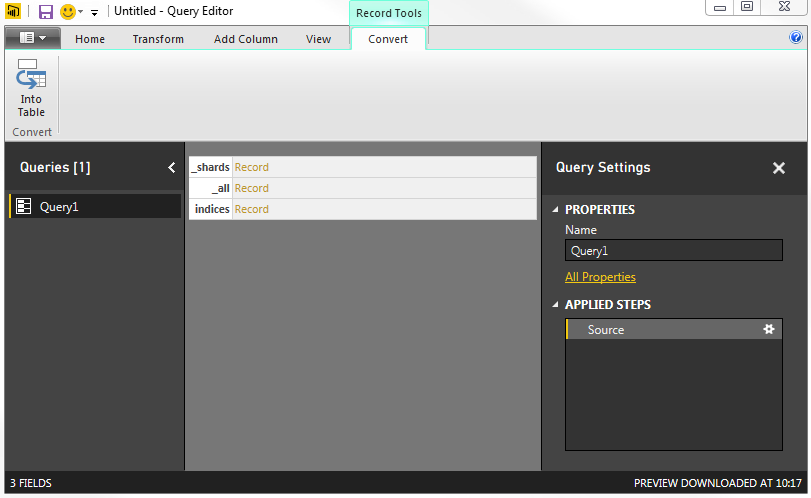 Untitled - Query Editor
Record Tools
Home Transform Add Column View Convert
Into
Table
Convert
Queries [1]
Query1
_shards Record
_all Record
indices Record
Query Settings
PROPERTIES
Name
Query1
All Properties
APPLIED STEPS
Source
3 FIELDS
PREVIEW DOWNLOADED AT 10:17